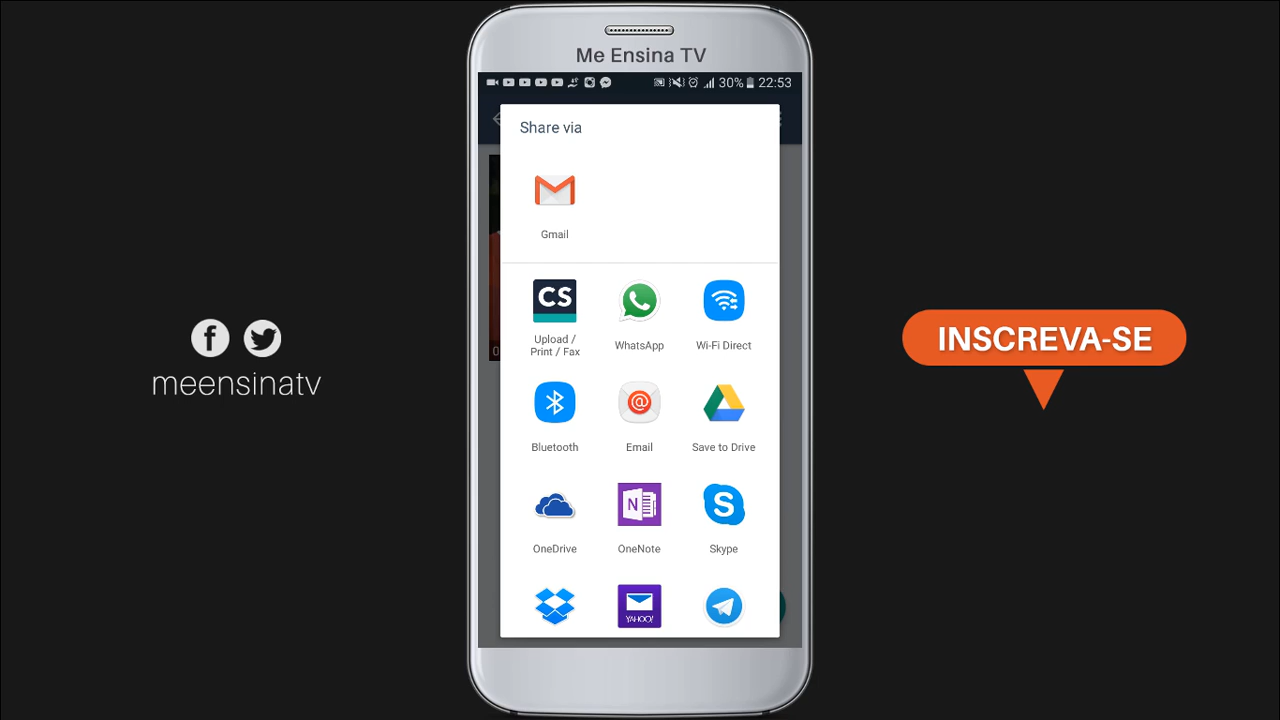 Me Ensina TV
30% 22:53
Share via
Gmail
CS
Upload /
Print / Fax
WhatsApp
Wi-Fi Direct
Bluetooth
@
Email
Save to Drive
OneDrive
N
OneNote
S
Skype
YAHOO!
f
meensinatv
INSCREVA-SE